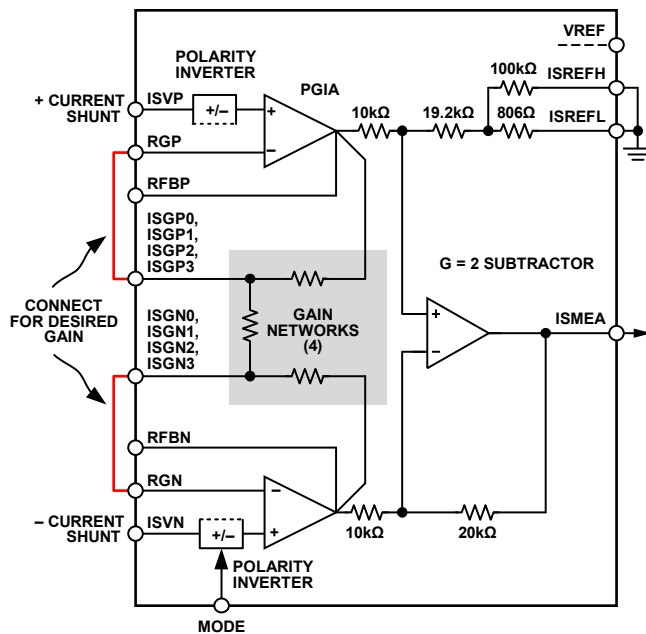 VREF
POLARITY
INVERTER
100kΩ
ISREFH
PGIA
+ CURRENT
SHUNT
ISVP
+/–
+
10kΩ
19.2kΩ
806Ω
ISREFL
RGP
–
RFBP
ISGP0,
ISGP1,
ISGP2,
ISGP3
G = 2 SUBTRACTOR
CONNECT
FOR DESIRED
GAIN
ISGN0,
ISGN1,
ISGN2,
ISGN3
GAIN
NETWORKS
(4)
+
–
ISMEA
RFBN
RGN
–
– CURRENT
SHUNT
ISVN
+/–
+
10kΩ
20kΩ
POLARITY
INVERTER
MODE